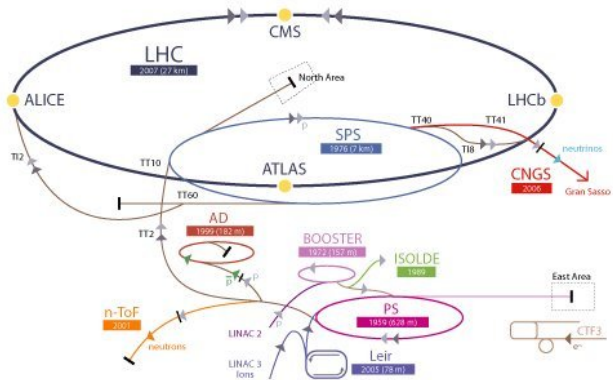 CMS
LHC
2007 (27 km)
North Area
ALICE
LHCb
TT40
TT41
SPS
1976 (7 km)
TI8
neutrinos
TT10
ATLAS
CNGS
2006
Gran Sasso
TI2
TT60
AD
1999 (182 m)
TT2
BOOSTER
1972 (157 m)
ISOLDE
1989
East Area
n-ToF
2001
PS
1959 (628 m)
LINAC 2
neutrons
CTF3
e-
LINAC 3
Ions
Leir
2005 (78 m)
p
p
p
p